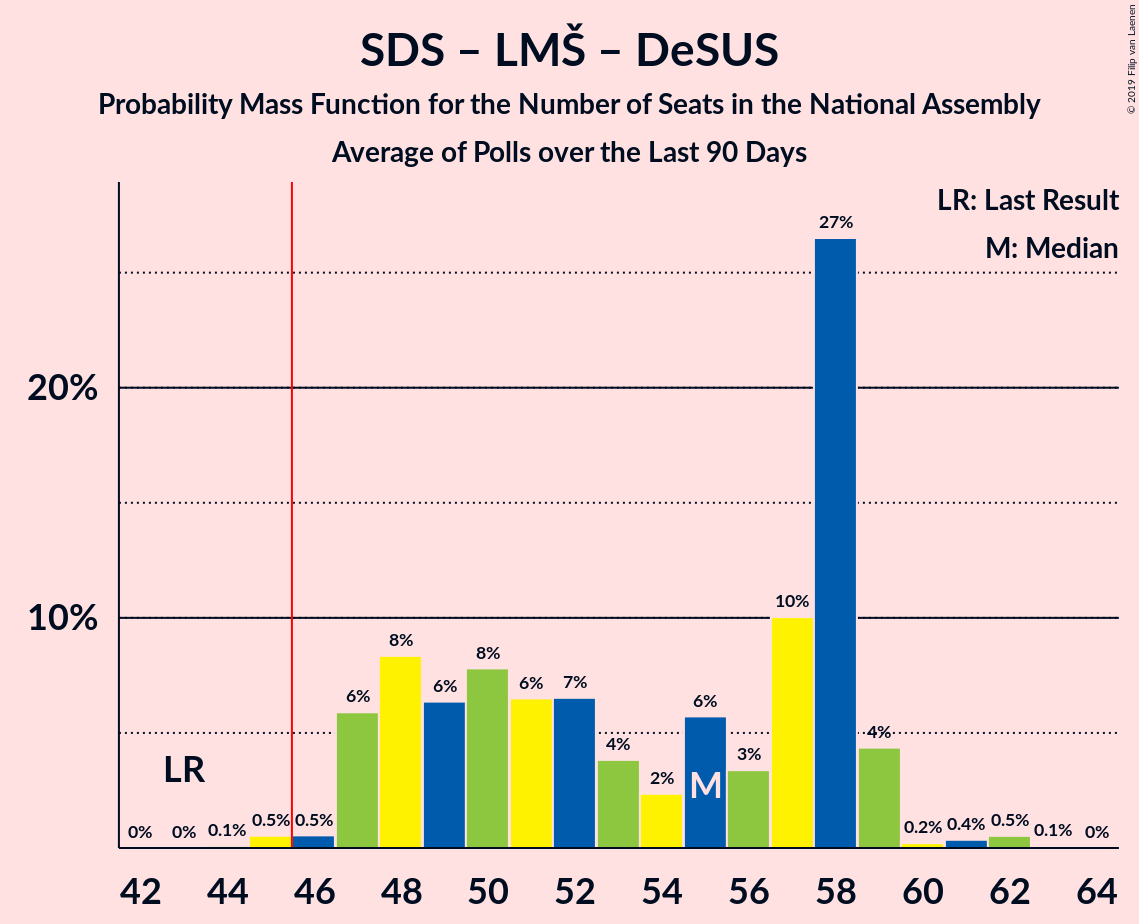 SDS – LMŠ – DeSUS
Probability Mass Function for the Number of Seats in the National Assembly
Average of Polls over the Last 90 Days
© 2019 Filip van Laenen
LR: Last Result
M: Median
27%
20%
10%
10%
8%
8%
6%
6%
6%
7%
6%
4%
4%
3%
2%
M
LR
0%
0%
0.1%
0.5%
0.5%
0.2%
0.4%
0.5%
0.1%
0%
42 44 46 48 50 52 54 56 58 60 62 64